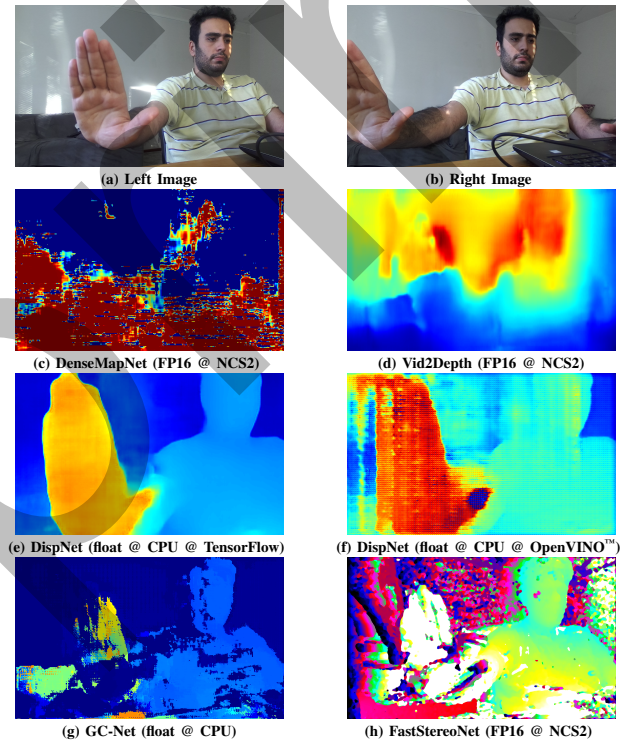 (a) Left Image
(b) Right Image
(c) DenseMapNet (FP16 @ NCS2)
(d) Vid2Depth (FP16 @ NCS2)
(e) DispNet (float @ CPU @ TensorFlow)
(f) DispNet (float @ CPU @ OpenVINO™)
(g) GC-Net (float @ CPU)
(h) FastStereoNet (FP16 @ NCS2)